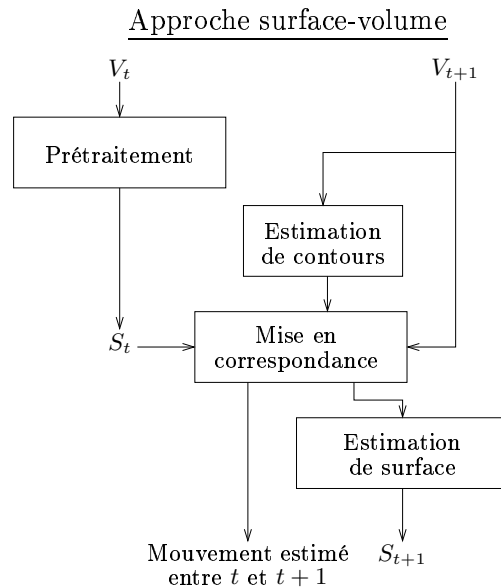 Approche surface-volume
V_t
V_{t+1}
Prétraitement
Estimation
de contours
S_t
Mise en
correspondance
Estimation
de surface
Mouvement estimé
entre t et t + 1
S_{t+1}